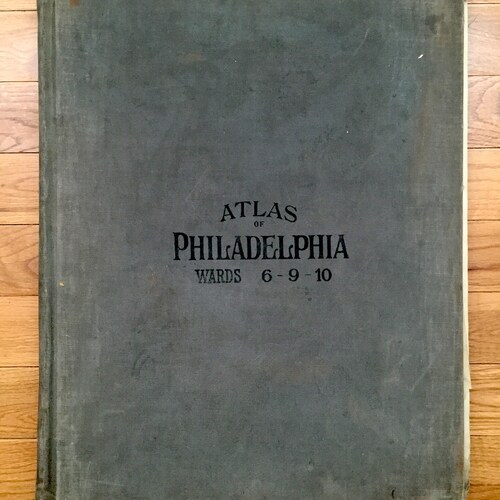 ATLAS
OF
PHILADELPHIA
WARDS 6-9-10